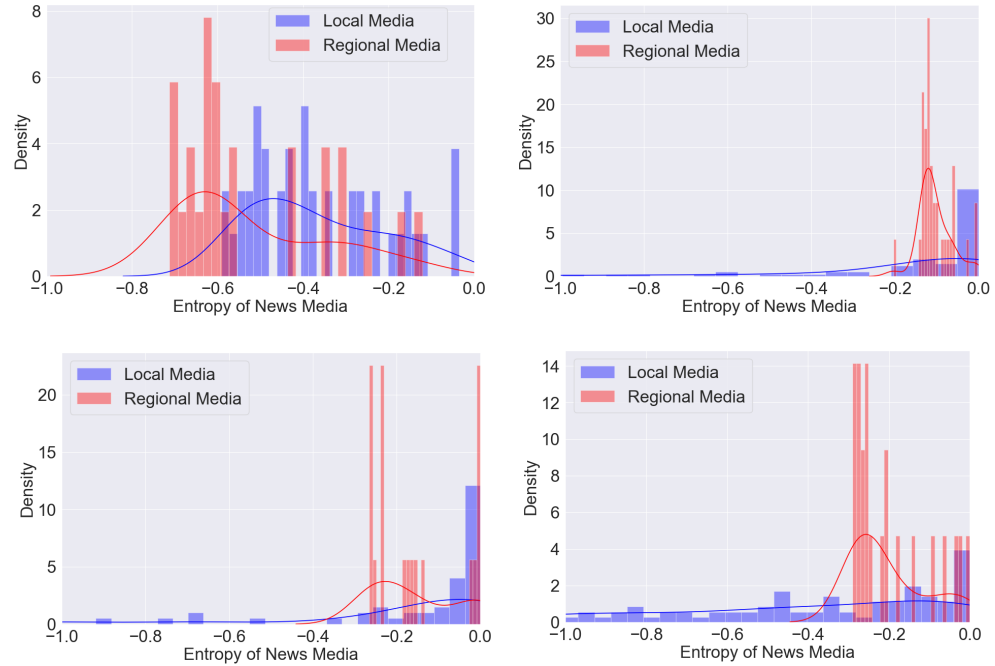 8
6
4
2
0
Density
Local Media
Regional Media
−1.0 −0.8 −0.6 −0.4 −0.2 0.0
Entropy of News Media
30
25
20
15
10
5
0
Density
Local Media
Regional Media
−1.0 −0.8 −0.6 −0.4 −0.2 0.0
Entropy of News Media
20
15
10
5
0
Density
Local Media
Regional Media
−1.0 −0.8 −0.6 −0.4 −0.2 0.0
Entropy of News Media
14
12
10
8
6
4
2
0
Density
Local Media
Regional Media
−1.0 −0.8 −0.6 −0.4 −0.2 0.0
Entropy of News Media